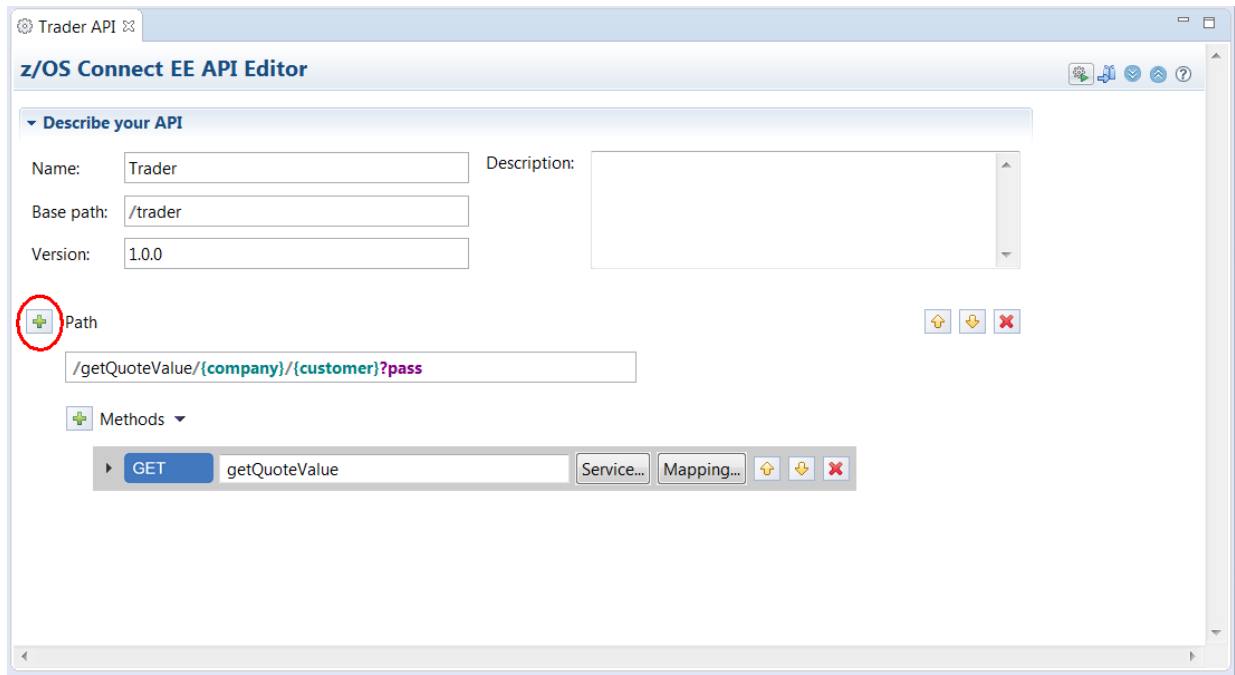 Trader API
z/OS Connect EE API Editor
Describe your API
Name: Trader Description:
Base path: /trader
Version: 1.0.0
Path
/getQuoteValue/{company}/{customer}?pass
Methods
GET getQuoteValue Service... Mapping...